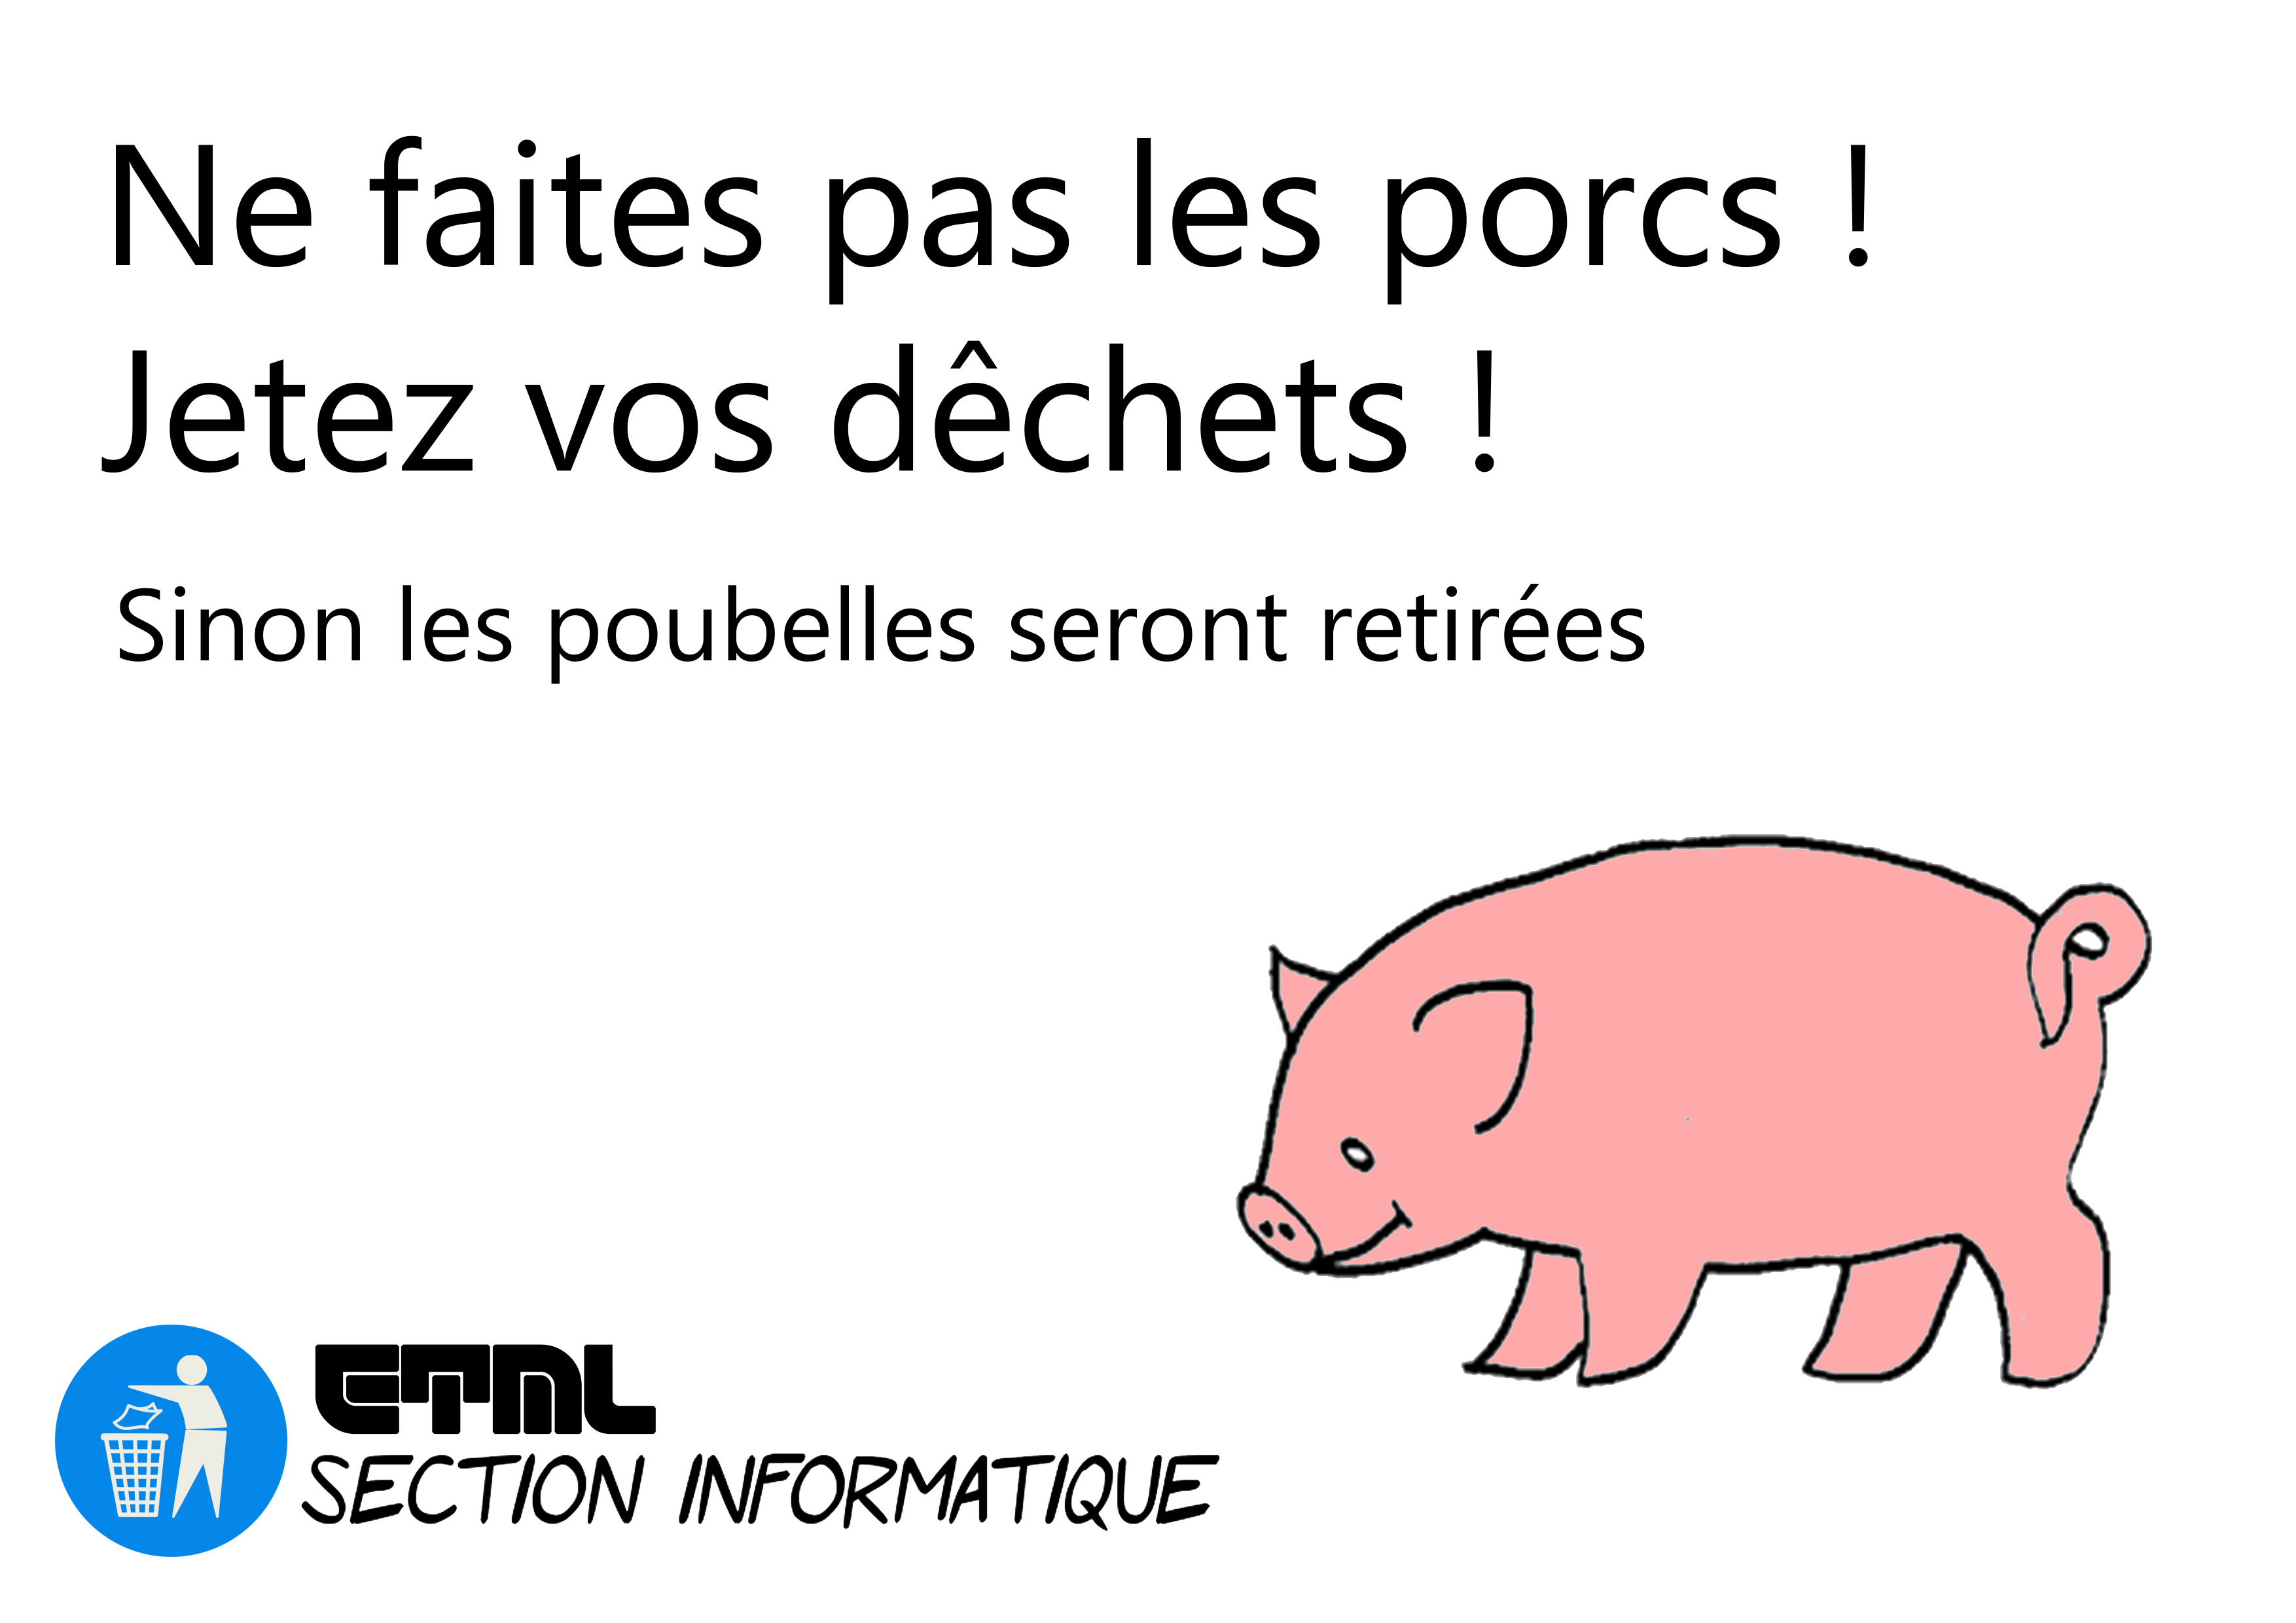 Ne faites pas les porcs !
Jetez vos dêchets !
Sinon les poubelles seront retirées
ETML
SECTION INFORMATIQUE